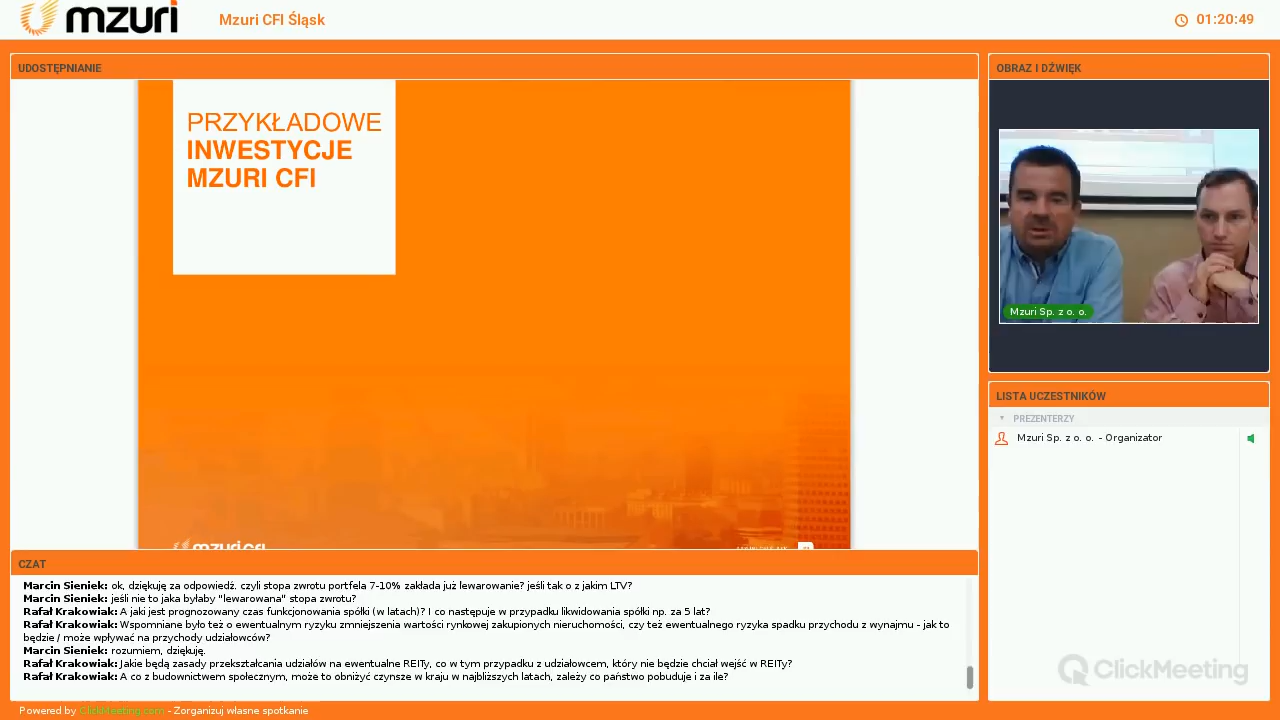 mzuri
Mzuri CFI Śląsk
01:20:49
UDOSTĘPNIANIE
PRZYKŁADOWE
INWESTYCJE
MZURI CFI
mzuri cfi
OBRAZ I DŹWIĘK
Mzuri Sp. z o. o.
LISTA UCZESTNIKÓW
PREZENTERZY
Mzuri Sp. z o. o. - Organizator
ClickMeeting
CZAT
Marcin Sieniek: ok, dziękuję za odpowiedź. czyli stopa zwrotu portfela 7-10% zakłada już lewarowanie? jeśli tak o z jakim LTV?
Marcin Sieniek: jeśli nie to jaka byłaby "lewarowana" stopa zwrotu?
Rafał Krakowiak: A jaki jest prognozowany czas funkcjonowania spółki (w latach)? I co następuje w przypadku likwidowania spółki np. za 5 lat?
Rafał Krakowiak: Wspomniane było też o ewentualnym ryzyku zmniejszenia wartości rynkowej zakupionych nieruchomości, czy też ewentualnego ryzyka spadku przychodu z wynajmu - jak to
będzie / może wpływać na przychody udziałowców?
Marcin Sieniek: rozumiem, dziękuję.
Rafał Krakowiak: Jakie będą zasady przekształcania udziałów na ewentualne REITy, co w tym przypadku z udziałowcem, który nie będzie chciał wejść w REITy?
Rafał Krakowiak: A co z budownictwem społecznym, może to obniżyć czynsze w kraju w najbliższych latach, zależy co państwo pobuduje i za ile?
Powered by ClickMeeting.com - Zorganizuj własne spotkanie